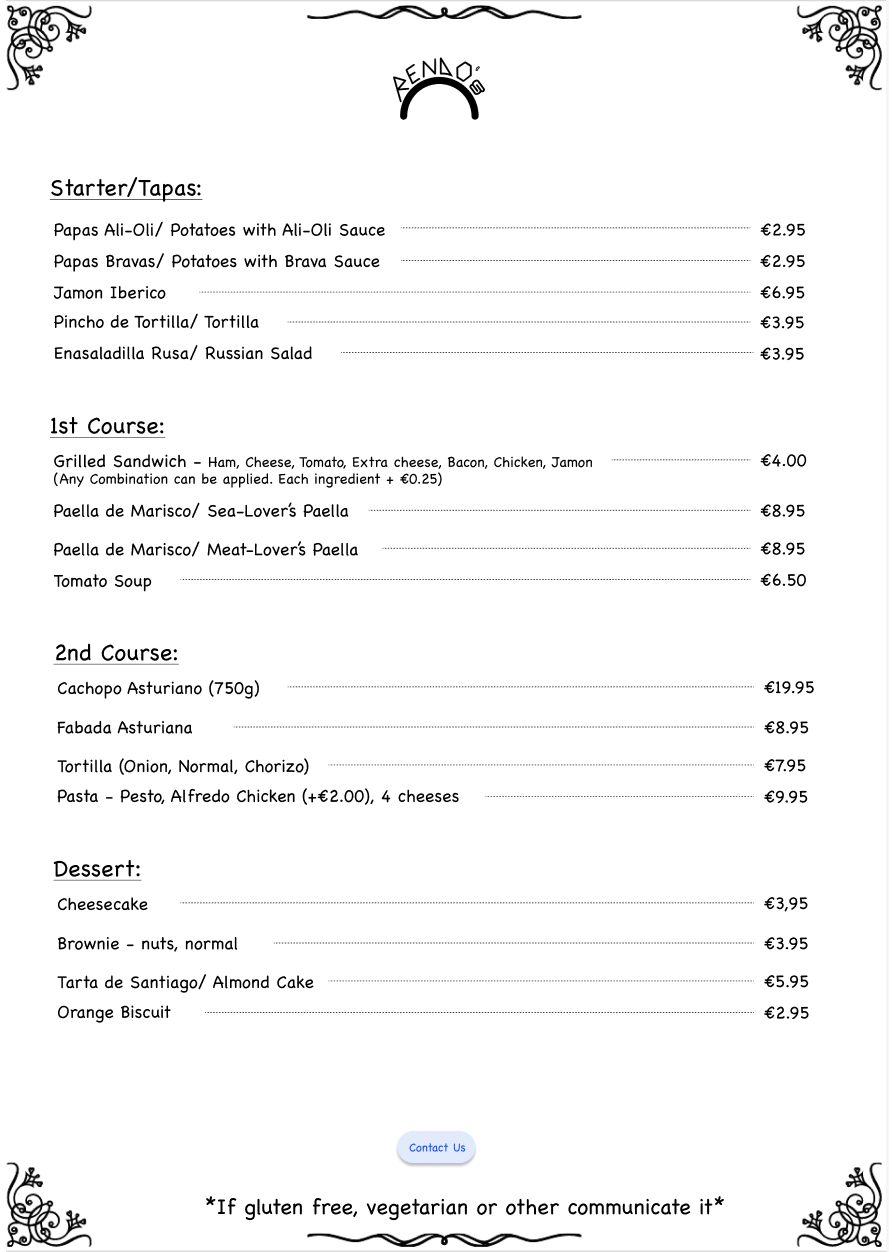 RENDO'S
Starter/Tapas:
Papas Ali-Oli/ Potatoes with Ali-Oli Sauce €2.95
Papas Bravas/ Potatoes with Brava Sauce €2.95
Jamon Iberico €6.95
Pincho de Tortilla/ Tortilla €3.95
Enasaladilla Rusa/ Russian Salad €3.95
1st Course:
Grilled Sandwich - Ham, Cheese, Tomato, Extra cheese, Bacon, Chicken, Jamon €4.00
(Any Combination can be applied. Each ingredient + €0.25)
Paella de Marisco/ Sea-Lover's Paella €8.95
Paella de Marisco/ Meat-Lover's Paella €8.95
Tomato Soup €6.50
2nd Course:
Cachopo Asturiano (750g) €19.95
Fabada Asturiana €8.95
Tortilla (Onion, Normal, Chorizo) €7.95
Pasta - Pesto, Alfredo Chicken (+€2.00), 4 cheeses €9.95
Dessert:
Cheesecake €3,95
Brownie - nuts, normal €3.95
Tarta de Santiago/ Almond Cake €5.95
Orange Biscuit €2.95
Contact Us
*If gluten free, vegetarian or other communicate it*